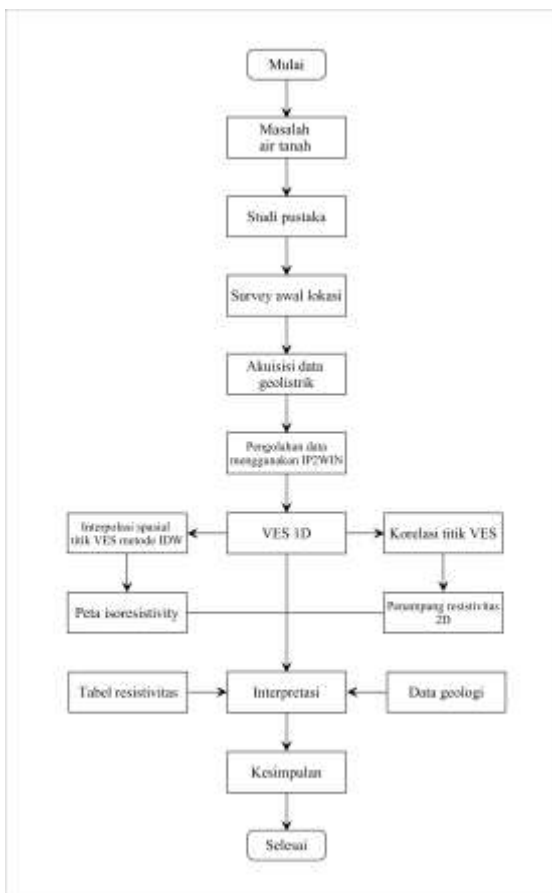 Mulai
Masalah
air tanah
Studi pustaka
Survey awal lokasi
Akuisisi data
geolistrik
Pengolahan data
menggunakan IP2WIN
Interpolasi spasial
titik VES metode IDW
VES 1D
Korelasi titik VES
Peta isoresistivity
Penampang resistivitas
2D
Tabel resistivitas
Interpretasi
Data geologi
Kesimpulan
Selesai